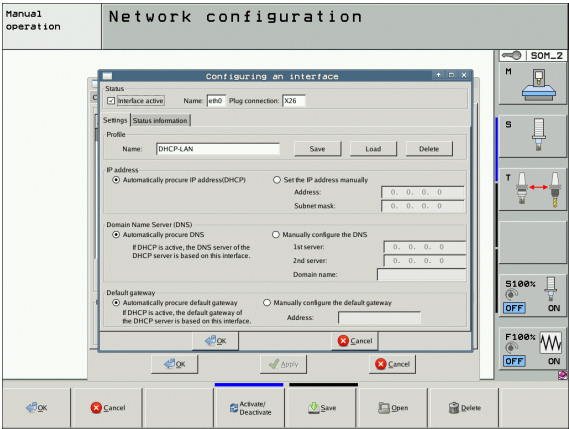 Manual operation
Network configuration
SOM_2
Configuring an interface
Status
Interface active Name: eth0 Plug connection: X26
Settings Status information
Profile
Name: DHCP-LAN Save Load Delete
IP address
Automatically procure IP address(DHCP) Set the IP address manually
Address: 0. 0. 0. 0
Subnet mask: 0. 0. 0. 0
Domain Name Server (DNS)
Automatically procure DNS Manually configure the DNS
If DHCP is active, the DNS server of the
DHCP server is based on this interface.
1st server: 0. 0. 0. 0
2nd server: 0. 0. 0. 0
Domain name:
Default gateway
Automatically procure default gateway Manually configure the default gateway
If DHCP is active, the default gateway of
the DHCP server is based on this interface.
Address:
OK Cancel
OK Apply Cancel
M
S
T
S100%
OFF ON
F100%
OFF ON
OK Cancel Activate/ Deactivate Save Open Delete